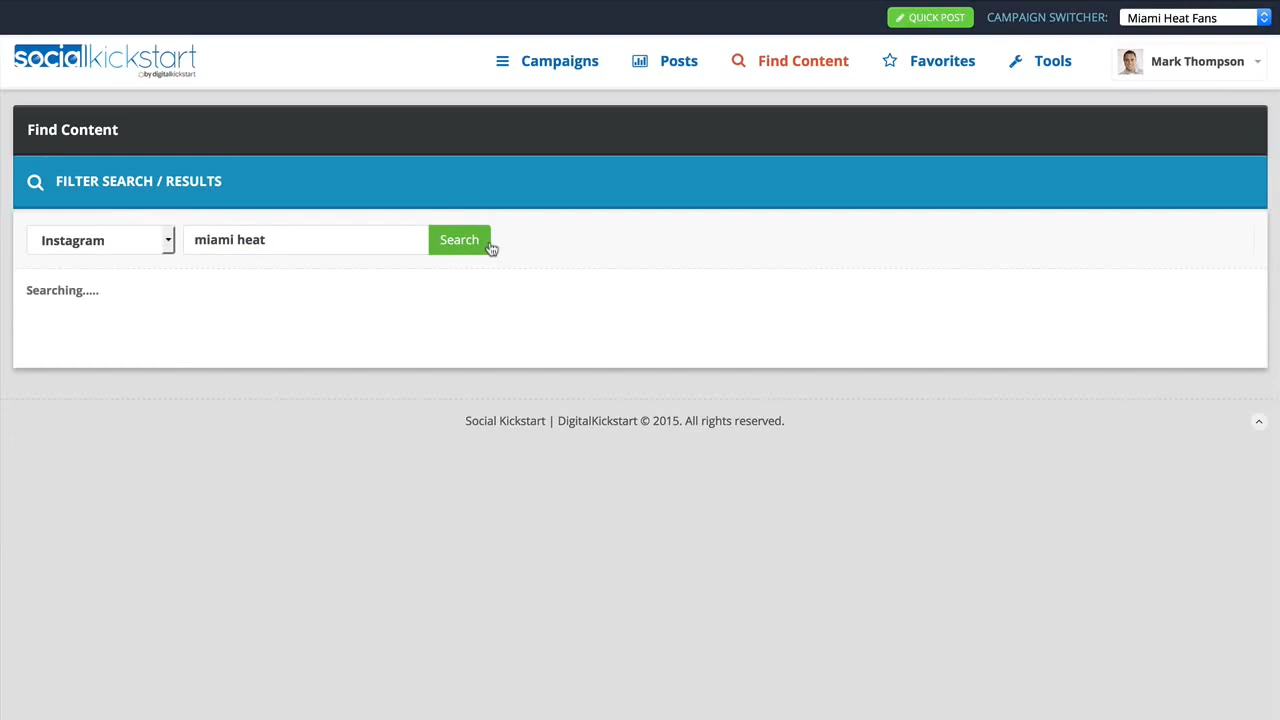 QUICK POST CAMPAIGN SWITCHER: Miami Heat Fans
socialkickstart
by digitalkickstart
Campaigns Posts Find Content Favorites Tools Mark Thompson
Find Content
FILTER SEARCH / RESULTS
Instagram miami heat Search
Searching.....
Social Kickstart | DigitalKickstart © 2015. All rights reserved.